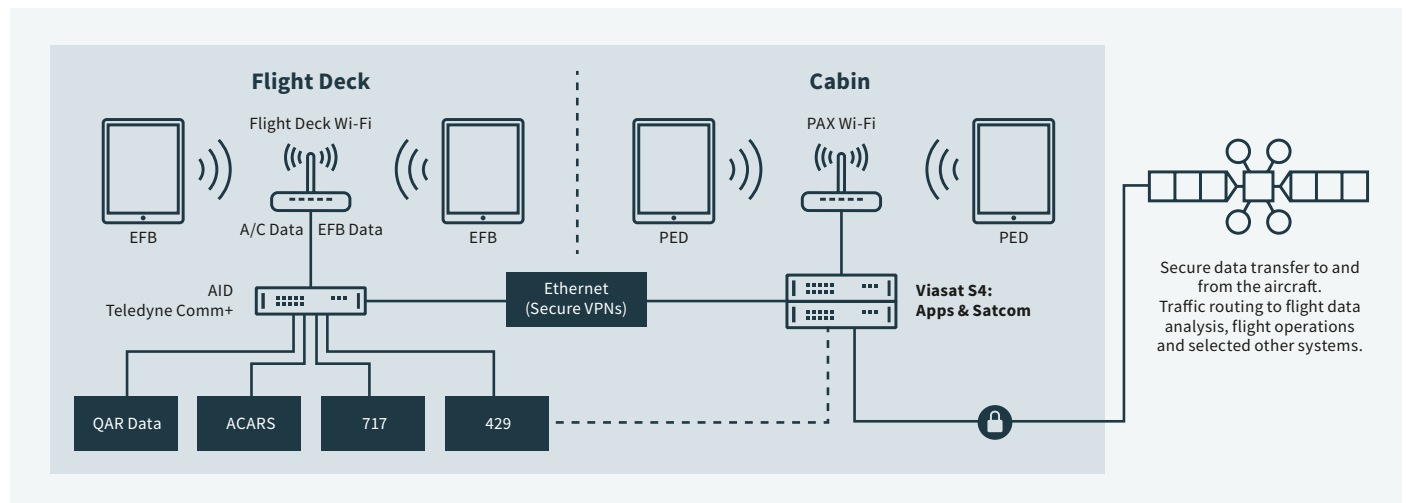 Flight Deck
Cabin
Flight Deck Wi-Fi
PAX Wi-Fi
A/C Data
EFB Data
EFB
EFB
PED
PED
AID
Teledyne Comm+
Ethernet
(Secure VPNs)
Viasat S4:
Apps & Satcom
Secure data transfer to and
from the aircraft.
Traffic routing to flight data
analysis, flight operations
and selected other systems.
QAR Data
ACARS
717
429